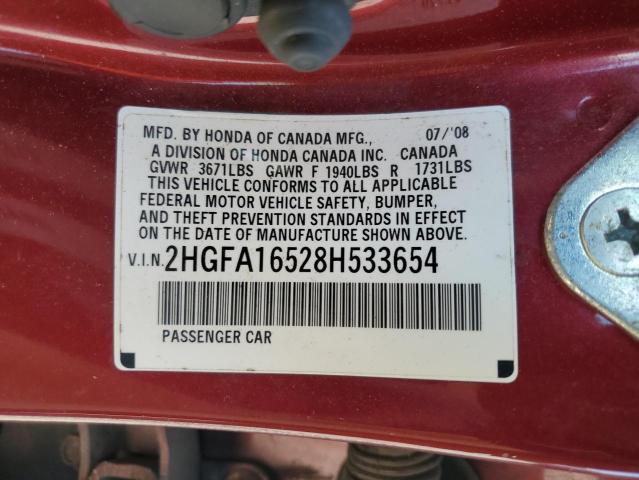 MFD. BY HONDA OF CANADA MFG., 07/'08
A DIVISION OF HONDA CANADA INC. CANADA
GVWR 3671LBS GAWR F 1940LBS R 1731LBS
THIS VEHICLE CONFORMS TO ALL APPLICABLE
FEDERAL MOTOR VEHICLE SAFETY, BUMPER,
AND THEFT PREVENTION STANDARDS IN EFFECT
ON THE DATE OF MANUFACTURE SHOWN ABOVE.
V.I.N. 2HGFA16528H533654
PASSENGER CAR